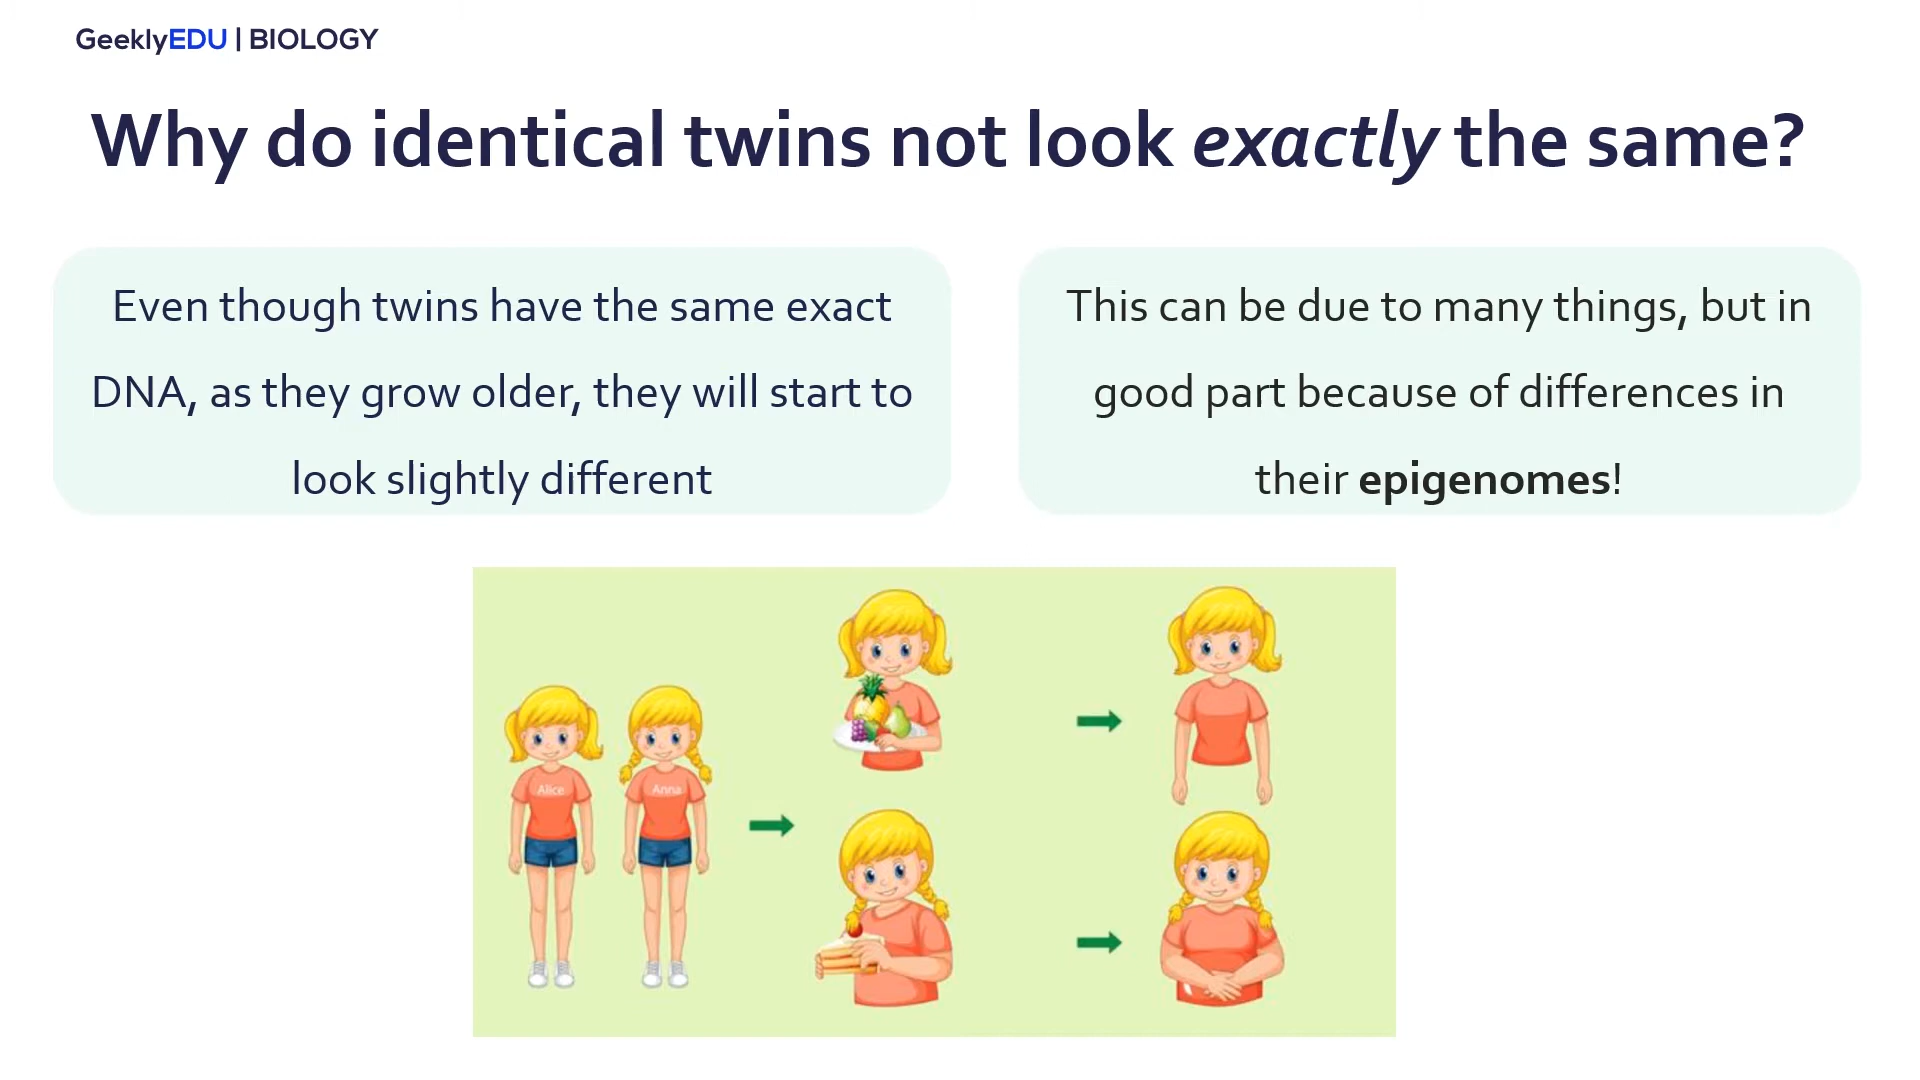 GeeklyEDU | BIOLOGY
Why do identical twins not look exactly the same?
Even though twins have the same exact
DNA, as they grow older, they will start to
look slightly different
This can be due to many things, but in
good part because of differences in
their epigenomes!
Alice
Anna